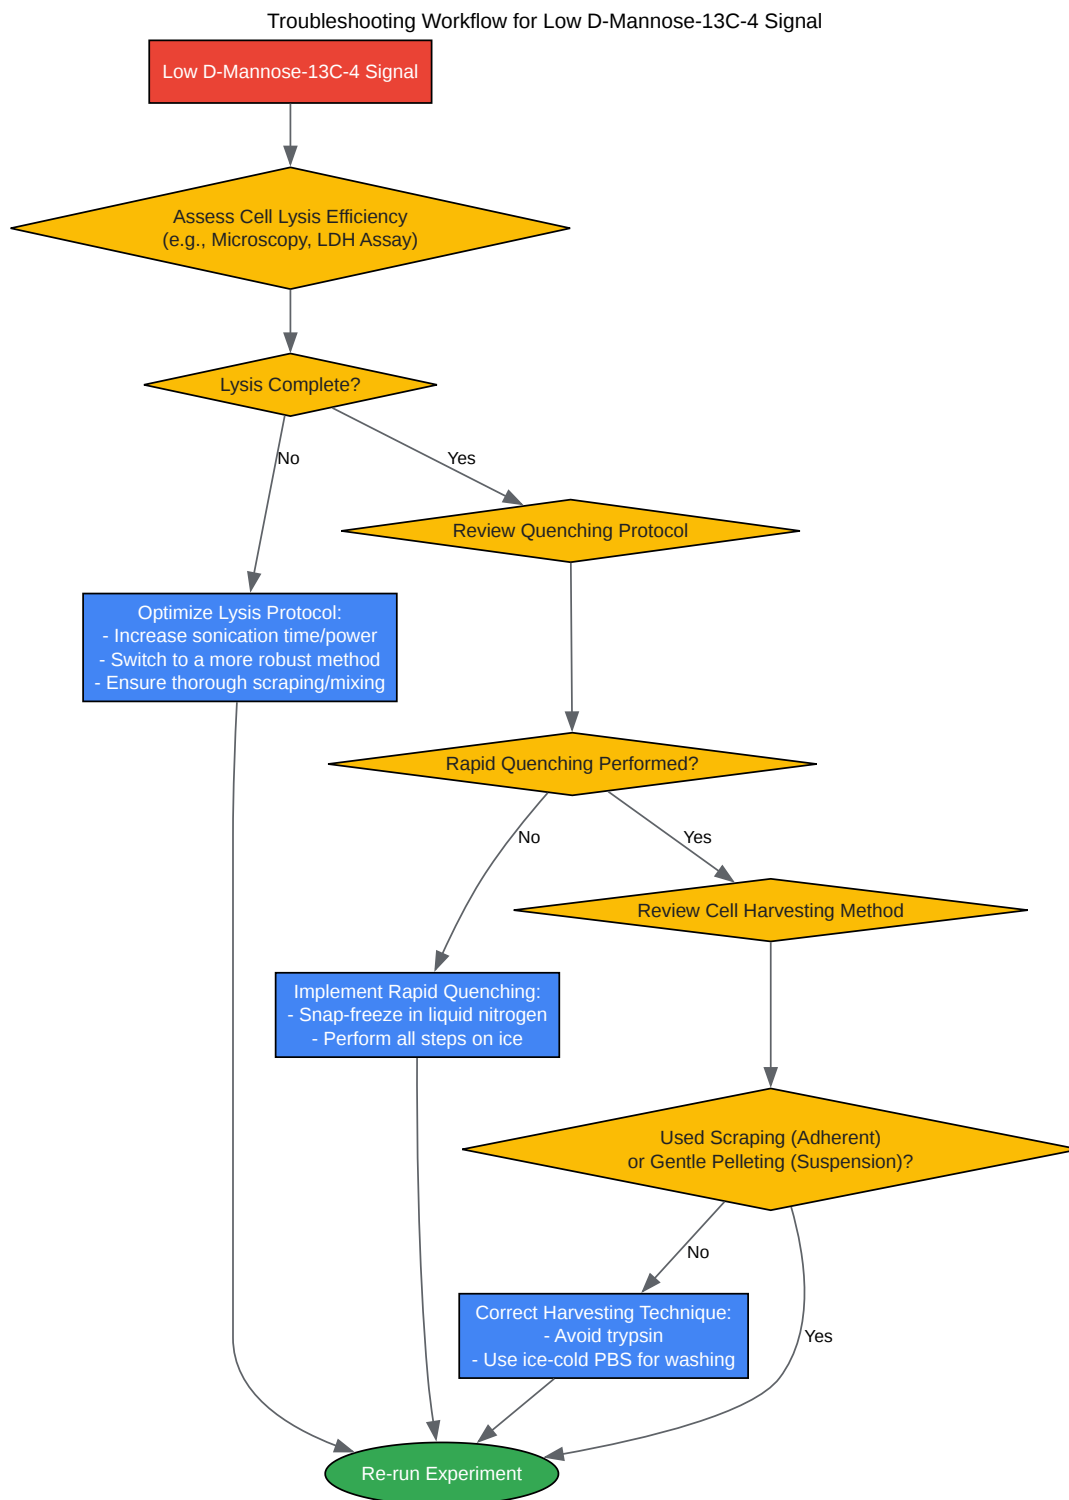 Troubleshooting Workflow for Low D-Mannose-13C-4 Signal
Low D-Mannose-13C-4 Signal
Assess Cell Lysis Efficiency
(e.g., Microscopy, LDH Assay)
Lysis Complete?
No
Yes
Review Quenching Protocol
Optimize Lysis Protocol:
- Increase sonication time/power
- Switch to a more robust method
- Ensure thorough scraping/mixing
Rapid Quenching Performed?
No
Yes
Review Cell Harvesting Method
Implement Rapid Quenching:
- Snap-freeze in liquid nitrogen
- Perform all steps on ice
Used Scraping (Adherent)
or Gentle Pelleting (Suspension)?
No
Yes
Correct Harvesting Technique:
- Avoid trypsin
- Use ice-cold PBS for washing
Re-run Experiment